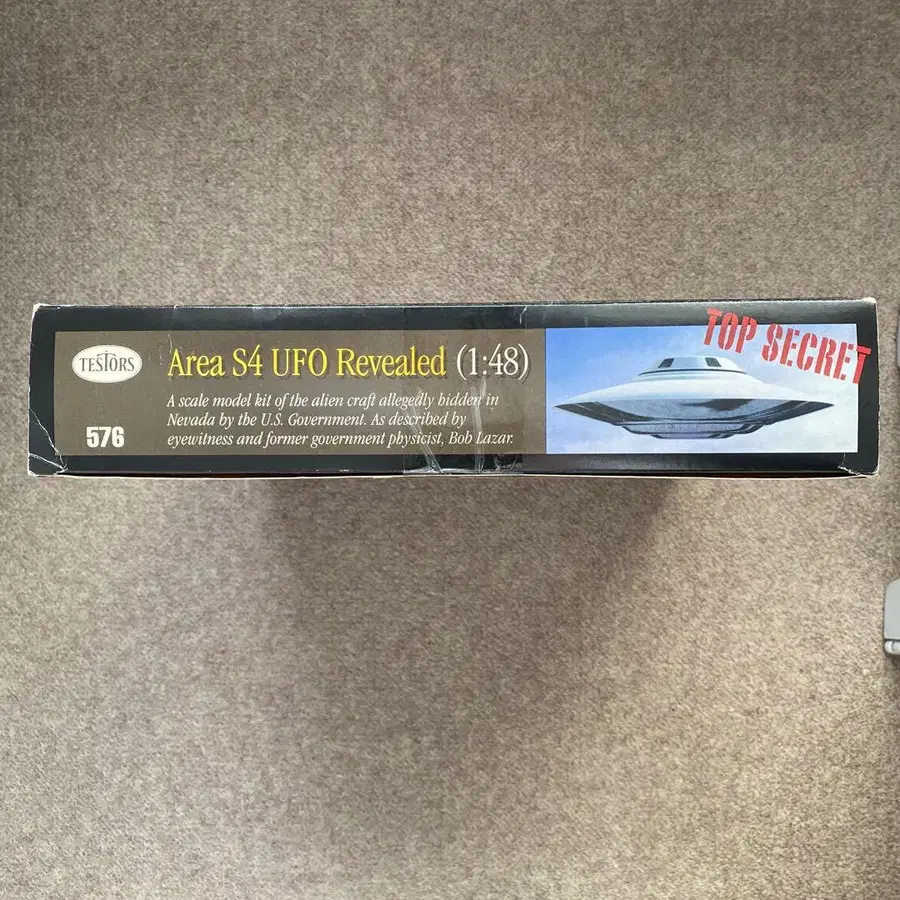 TESTORS
576
Area S4 UFO Revealed (1:48)
A scale model kit of the alien craft allegedly hidden in
Nevada by the U.S. Government. As described by
eyewitness and former government physicist, Bob Lazar.
TOP SECRET